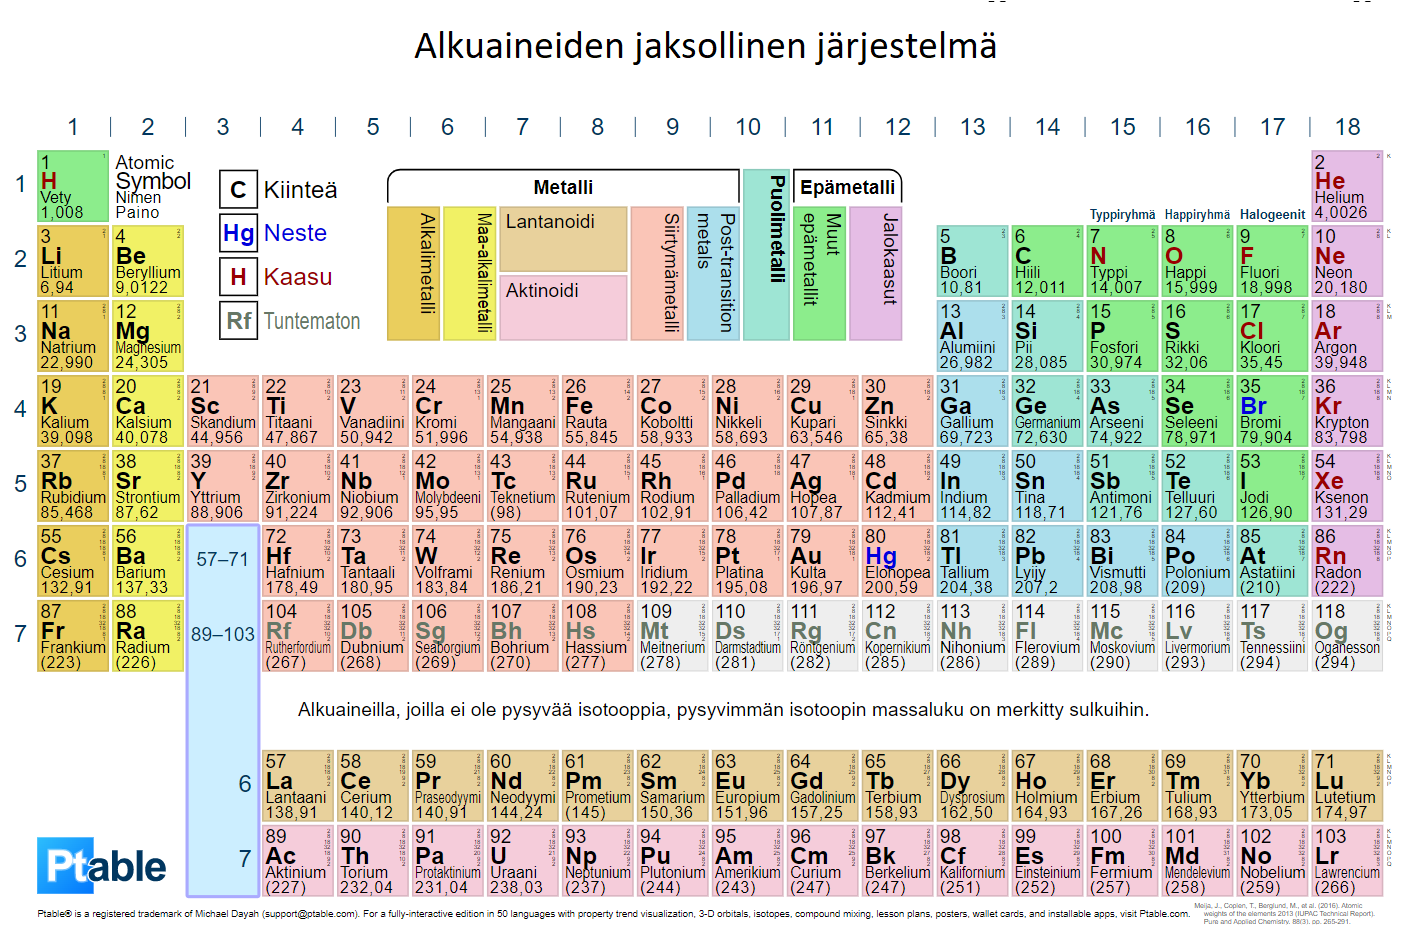 Alkuaineiden jaksollinen järjestelmä
1 2 3 4 5 6 7 8 9 10 11 12 13 14 15 16 17 18
1
1
H
Vety
1,008
Atomic
Symbol
Nimen
Paino
C Kiinteä
Hg Neste
H Kaasu
Rf Tuntematon
Metalli
Alkalimetalli
Maa-alkalimetalli
Lantanoidi
Aktinoidi
Siirtymämetalli
Post-transition
metals
Puolimetalli
Epämetalli
Muut
epämetallit
Jalokaasut
Typpiryhmä Happiryhmä Halogeenit
2
He
Helium
4,0026
2
3 4 5 6 7 8 9 10
Li Be B C N O F Ne
Litium Beryllium Boori Hiili Typpi Happi Fluori Neon
6,94 9,0122 10,81 12,011 14,007 15,999 18,998 20,180
3
11 12 13 14 15 16 17 18
Na Mg Al Si P S Cl Ar
Natrium Magnesium Alumiini Pii Fosfori Rikki Kloori Argon
22,990 24,305 26,982 28,085 30,974 32,06 35,45 39,948
4
19 20 21 22 23 24 25 26 27 28 29 30 31 32 33 34 35 36
K Ca Sc Ti V Cr Mn Fe Co Ni Cu Zn Ga Ge As Se Br Kr
Kalium Kalsium Skandium Titaani Vanadiini Kromi Mangaani Rauta Koboltti Nikkeli Kupari Sinkki Gallium Germanium Arseeni Seleeni Bromi Krypton
39,098 40,078 44,956 47,867 50,942 51,996 54,938 55,845 58,933 58,693 63,546 65,38 69,723 72,630 74,922 78,971 79,904 83,798
5
37 38 39 40 41 42 43 44 45 46 47 48 49 50 51 52 53 54
Rb Sr Y Zr Nb Mo Tc Ru Rh Pd Ag Cd In Sn Sb Te I Xe
Rubidium Strontium Yttrium Zirkonium Niobium Molybdeeni Teknetium Rutenium Rodium Palladium Hopea Kadmium Indium Tina Antimoni Telluuri Jodi Ksenon
85,468 87,62 88,906 91,224 92,906 95,95 (98) 101,07 102,91 106,42 107,87 112,41 114,82 118,71 121,76 127,60 126,90 131,29
6
55 56 57–71 72 73 74 75 76 77 78 79 80 81 82 83 84 85 86
Cs Ba Hf Ta W Re Os Ir Pt Au Hg Tl Pb Bi Po At Rn
Cesium Barium Hafnium Tantaali Volframi Renium Osmium Iridium Platina Kulta Elohopea Tallium Lyijy Vismutti Polonium Astatiini Radon
132,91 137,33 178,49 180,95 183,84 186,21 190,23 192,22 195,08 196,97 200,59 204,38 207,2 208,98 (209) (210) (222)
7
87 88 89–103 104 105 106 107 108 109 110 111 112 113 114 115 116 117 118
Fr Ra Rf Db Sg Bh Hs Mt Ds Rg Cn Nh Fl Mc Lv Ts Og
Frankium Radium Rutherfordium Dubnium Seaborgium Bohrium Hassium Meitnerium Darmstadtium Röntgenium Kopernikium Nihonium Flerovium Moskovium Livermorium Tennessiini Oganesson
(223) (226) (267) (268) (269) (270) (277) (278) (281) (282) (285) (286) (289) (290) (293) (294) (294)
Alkuaineilla, joilla ei ole pysyvää isotooppia, pysyvimmän isotoopin massaluku on merkitty sulkuihin.
6
57 58 59 60 61 62 63 64 65 66 67 68 69 70 71
La Ce Pr Nd Pm Sm Eu Gd Tb Dy Ho Er Tm Yb Lu
Lantaani Cerium Praseodyymi Neodyymi Prometium Samarium Europium Gadolinium Terbium Dysprosium Holmium Erbium Tulium Ytterbium Lutetium
138,91 140,12 140,91 144,24 (145) 150,36 151,96 157,25 158,93 162,50 164,93 167,26 168,93 173,05 174,97
7
89 90 91 92 93 94 95 96 97 98 99 100 101 102 103
Ac Th Pa U Np Pu Am Cm Bk Cf Es Fm Md No Lr
Aktinium Torium Protaktinium Uraani Neptunium Plutonium Amerikium Curium Berkelium Kalifornium Einsteinium Fermium Mendelevium Nobelium Lawrencium
(227) 232,04 231,04 238,03 (237) (244) (243) (247) (247) (251) (252) (257) (258) (259) (266)
Ptable
Ptable® is a registered trademark of Michael Dayah (support@ptable.com). For a fully-interactive edition in 50 languages with property trend visualization, 3-D orbitals, isotopes, compound mixing, lesson plans, posters, wallet cards, and installable apps, visit Ptable.com.
Meija, J., Coplen, T., Berglund, M., et al. (2016). Atomic
weights of the elements 2013 (IUPAC Technical Report).
Pure and Applied Chemistry, 88(3), pp. 265-291.